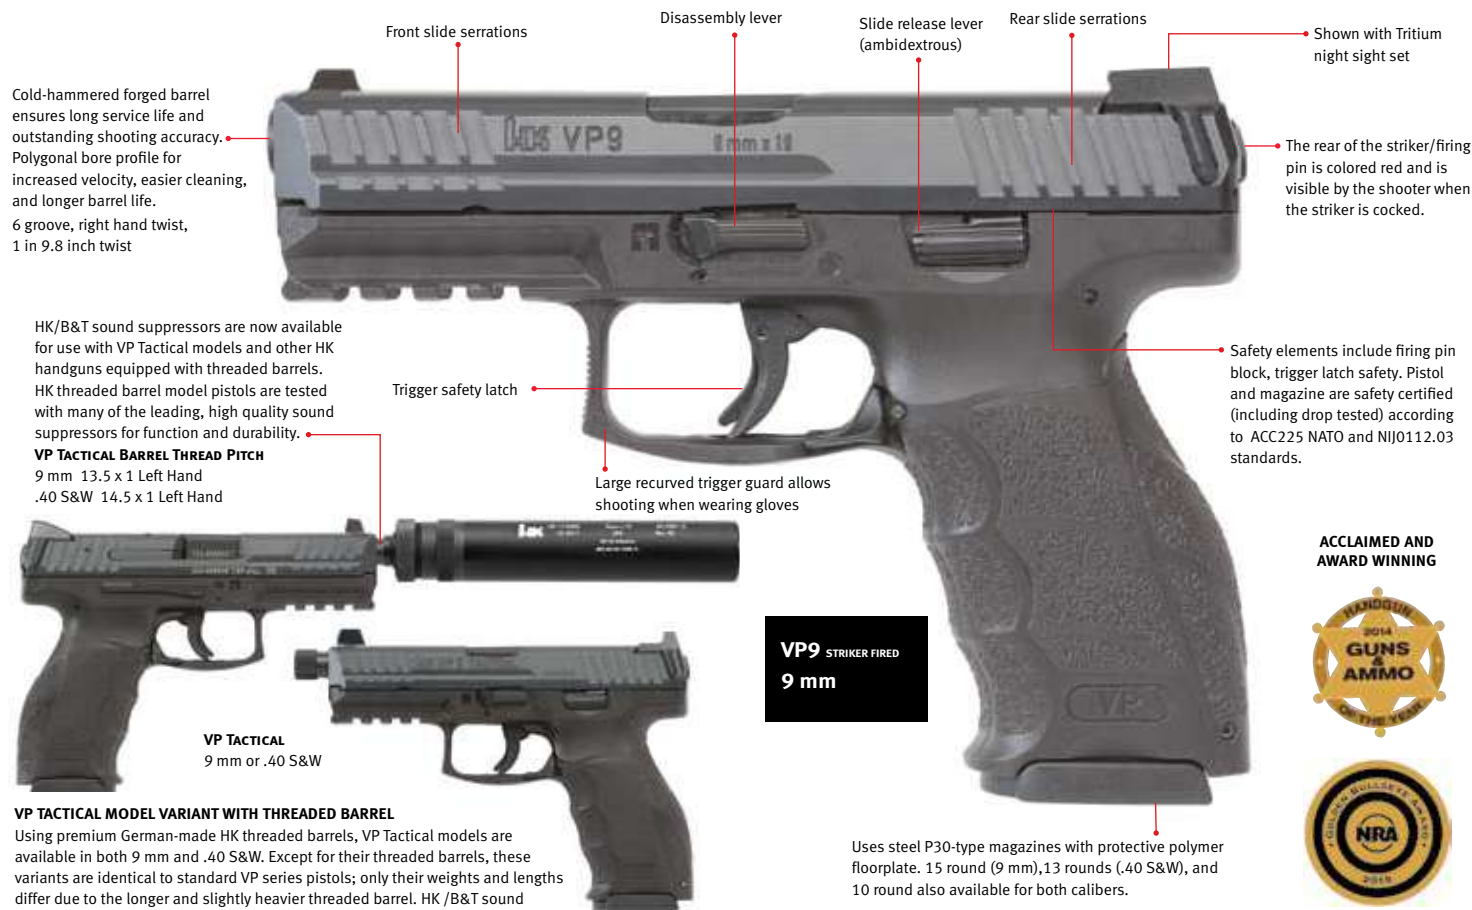 Front slide serrations
Disassembly lever
Slide release lever
(ambidextrous)
Rear slide serrations
Shown with Tritium
night sight set
Cold-hammered forged barrel
ensures long service life and
outstanding shooting accuracy.
Polygonal bore profile for
increased velocity, easier cleaning,
and longer barrel life.
6 groove, right hand twist,
1 in 9.8 inch twist
HK VP9
9 mm x 19
The rear of the striker/firing
pin is colored red and is
visible by the shooter when
the striker is cocked.
HK/B&T sound suppressors are now available
for use with VP Tactical models and other HK
handguns equipped with threaded barrels.
HK threaded barrel model pistols are tested
with many of the leading, high quality sound
suppressors for function and durability.
VP TACTICAL BARREL THREAD PITCH
9 mm 13.5 x 1 Left Hand
.40 S&W 14.5 x 1 Left Hand
Trigger safety latch
Large recurved trigger guard allows
shooting when wearing gloves
Safety elements include firing pin
block, trigger latch safety. Pistol
and magazine are safety certified
(including drop tested) according
to ACC225 NATO and NIJ0112.03
standards.
HK
VP9
VP9 STRIKER FIRED
9 mm
VP
ACCLAIMED AND
AWARD WINNING
HANDGUN
2014
GUNS
&
AMMO
OF THE YEAR
GOLDEN BULLSEYE AWARD
NRA
VP TACTICAL
9 mm or .40 S&W
VP TACTICAL MODEL VARIANT WITH THREADED BARREL
Using premium German-made HK threaded barrels, VP Tactical models are
available in both 9 mm and .40 S&W. Except for their threaded barrels, these
variants are identical to standard VP series pistols; only their weights and lengths
differ due to the longer and slightly heavier threaded barrel. HK /B&T sound
Uses steel P30-type magazines with protective polymer
floorplate. 15 round (9 mm),13 rounds (.40 S&W), and
10 round also available for both calibers.